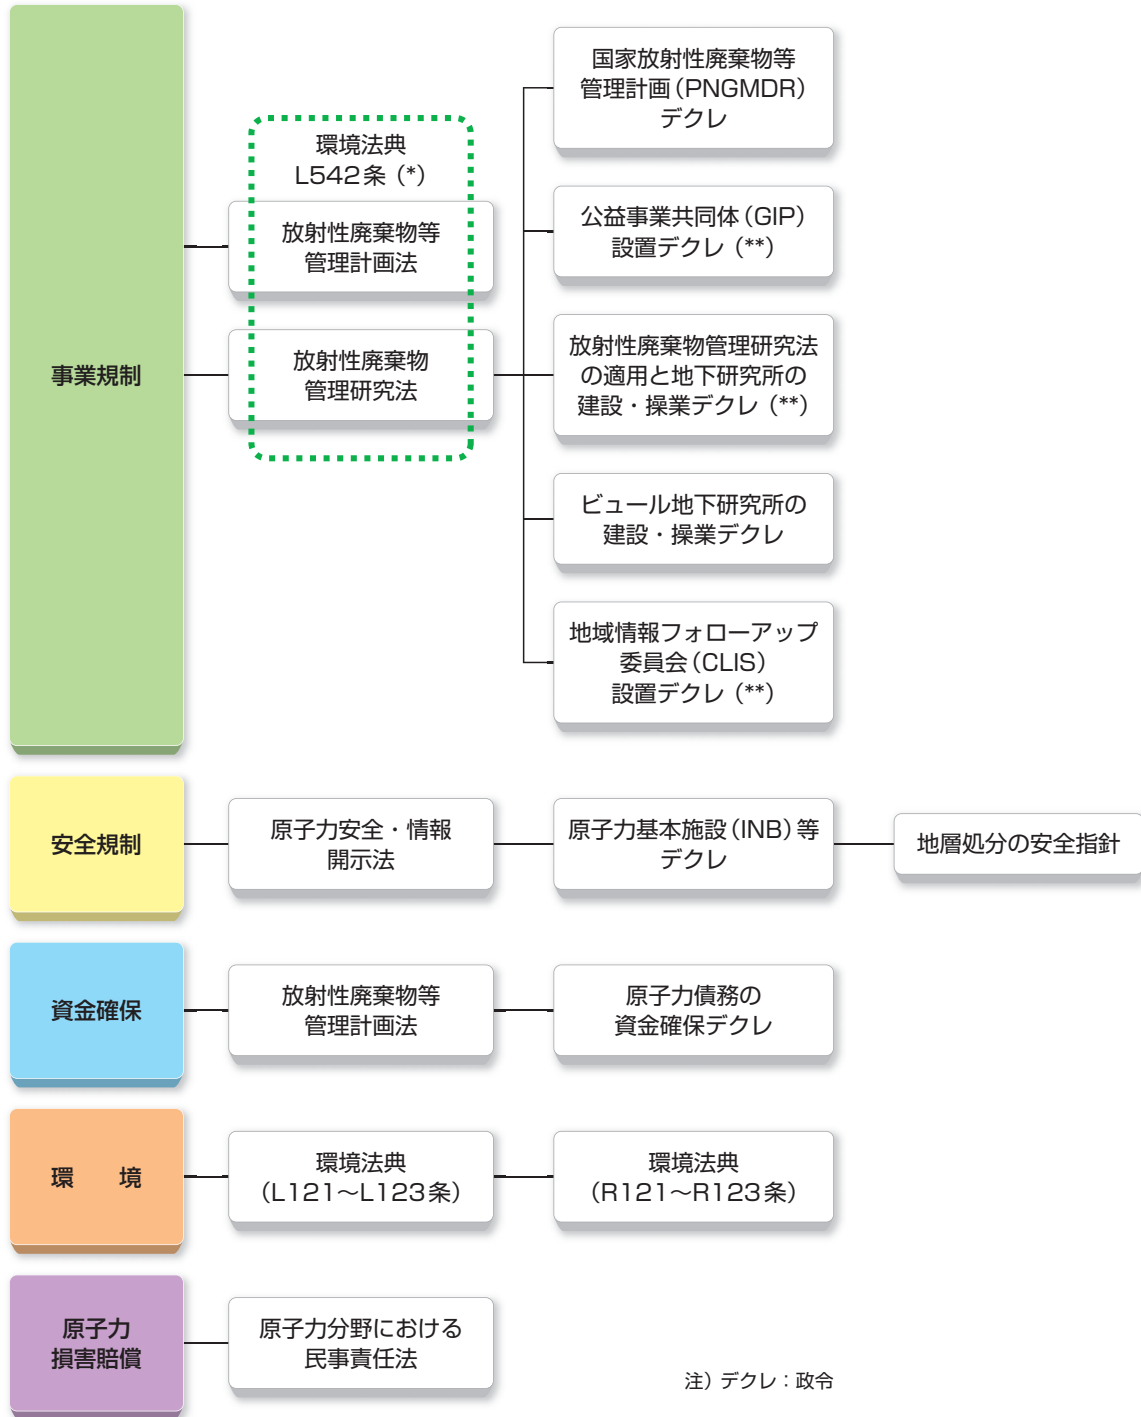 事業規制
環境法典
L542条(*)
放射性廃棄物等
管理計画法
放射性廃棄物
管理研究法
国家放射性廃棄物等
管理計画(PNGMDR)
デクレ
公益事業共同体(GIP)
設置デクレ(**)
放射性廃棄物管理研究法
の適用と地下研究所の
建設・操業デクレ(**)
ビュール地下研究所の
建設・操業デクレ
地域情報フォローアップ
委員会(CLIS)
設置デクレ(**)
安全規制
原子力安全・情報
開示法
原子力基本施設(INB)等
デクレ
地層処分の安全指針
資金確保
放射性廃棄物等
管理計画法
原子力債務の
資金確保デクレ
環　境
環境法典
(L121〜L123条)
環境法典
(R121〜R123条)
原子力
損害賠償
原子力分野における
民事責任法
注)デクレ：政令